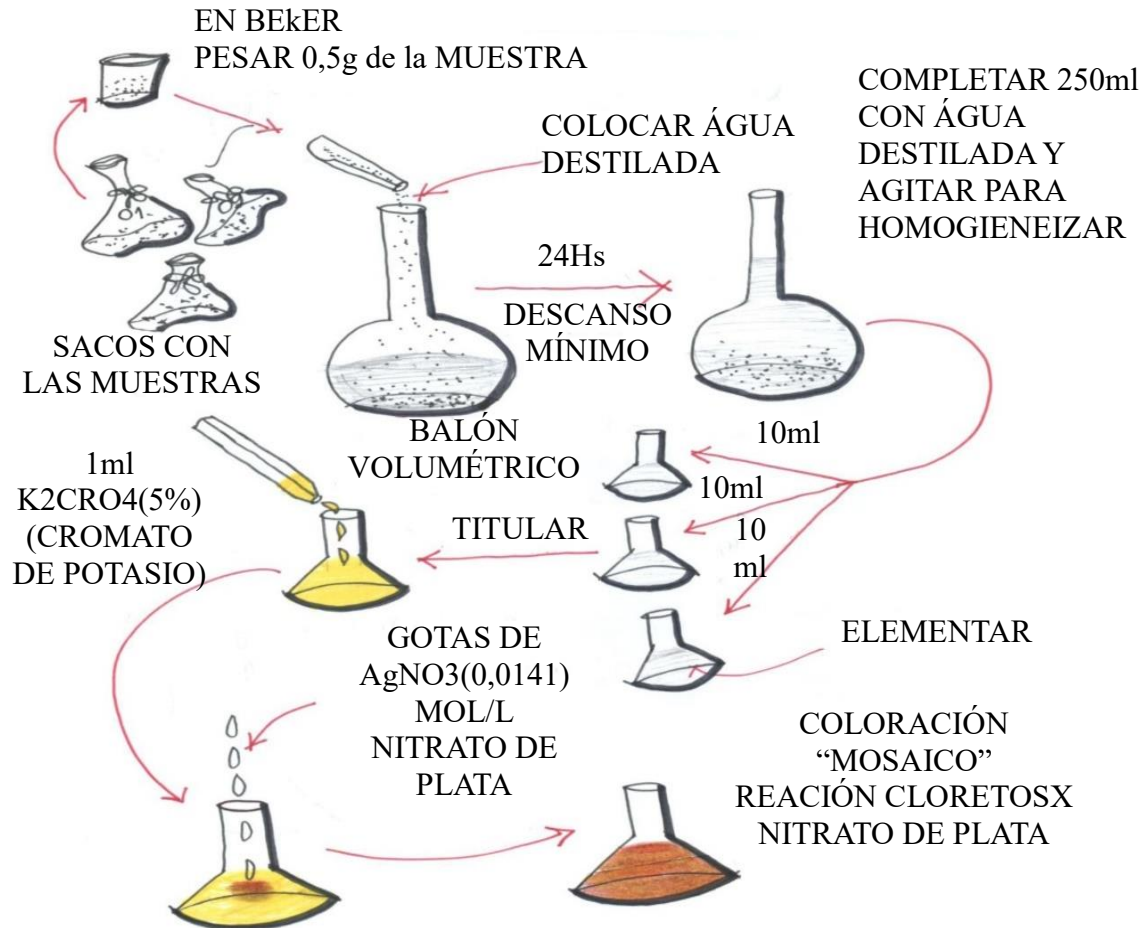 EN BEkER
PESAR 0,5g de la MUESTRA
COLOCAR ÁGUA
DESTILADA
COMPLETAR 250ml
CON ÁGUA
DESTILADA Y
AGITAR PARA
HOMOGIENEIZAR
01
24Hs
DESCANSO
MÍNIMO
SACOS CON
LAS MUESTRAS
BALÓN
VOLUMÉTRICO
10ml
10ml
10
ml
1ml
K2CRO4(5%)
(CROMATO
DE POTASIO)
TITULAR
ELEMENTAR
GOTAS DE
AgNO3(0,0141)
MOL/L
NITRATO DE
PLATA
COLORACIÓN
“MOSAICO”
REACIÓN CLORETOSX
NITRATO DE PLATA